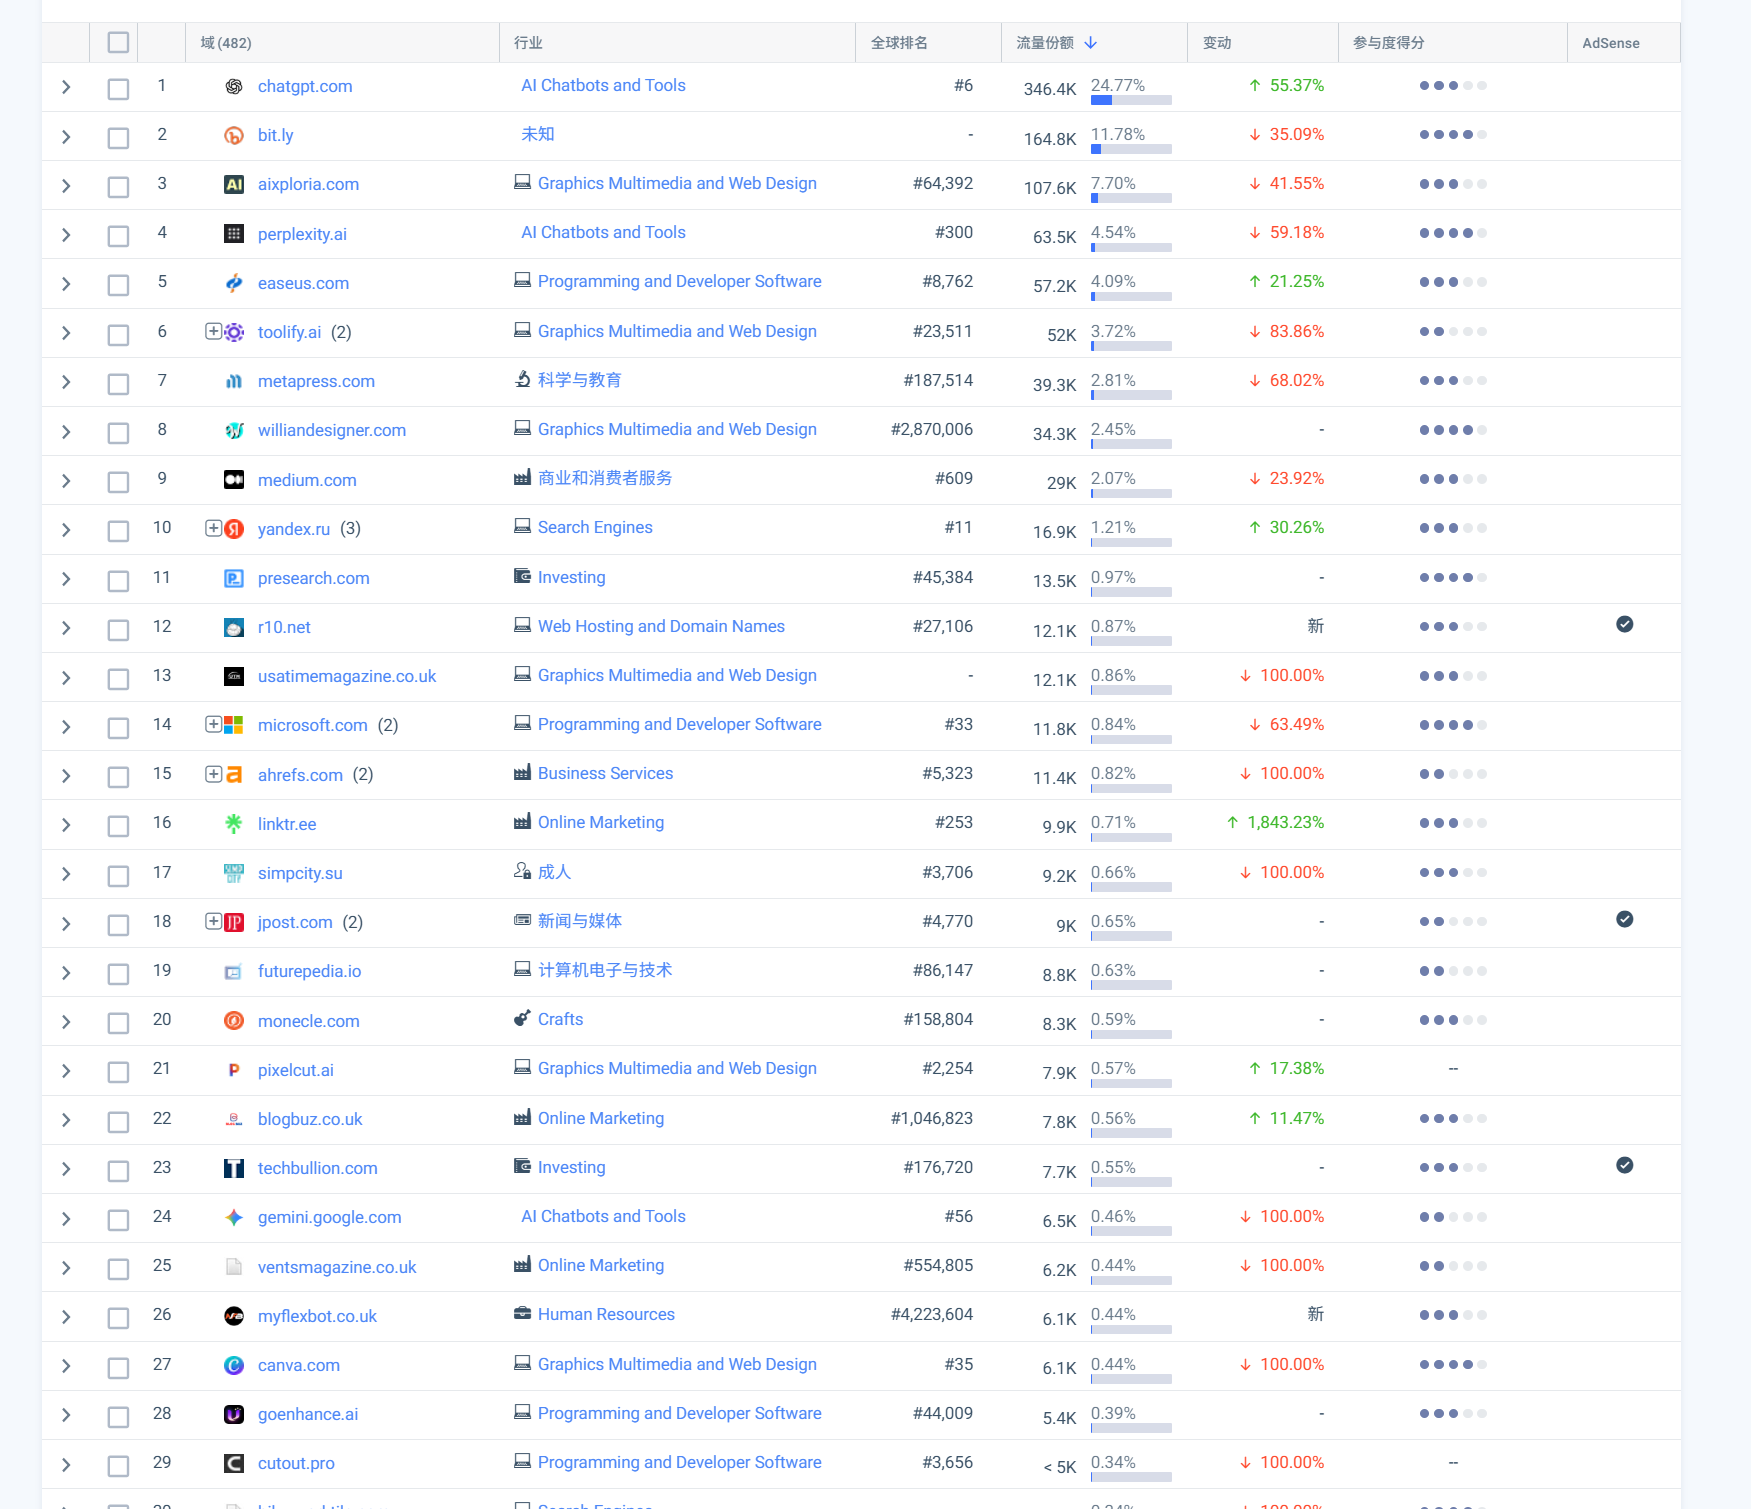 域 (482) 行业 全球排名 流量份额 变动 参与度得分 AdSense
1 chatgpt.com AI Chatbots and Tools #6 346.4K 24.77% ↑ 55.37%
2 bit.ly 未知 - 164.8K 11.78% ↓ 35.09%
3 aixploria.com Graphics Multimedia and Web Design #64,392 107.6K 7.70% ↓ 41.55%
4 perplexity.ai AI Chatbots and Tools #300 63.5K 4.54% ↓ 59.18%
5 easeus.com Programming and Developer Software #8,762 57.2K 4.09% ↑ 21.25%
6 toolify.ai (2) Graphics Multimedia and Web Design #23,511 52K 3.72% ↓ 83.86%
7 metapress.com 科学与教育 #187,514 39.3K 2.81% ↓ 68.02%
8 williandesigner.com Graphics Multimedia and Web Design #2,870,006 34.3K 2.45% -
9 medium.com 商业和消费者服务 #609 29K 2.07% ↓ 23.92%
10 yandex.ru (3) Search Engines #11 16.9K 1.21% ↑ 30.26%
11 presearch.com Investing #45,384 13.5K 0.97% -
12 r10.net Web Hosting and Domain Names #27,106 12.1K 0.87% 新
13 usatimemagazine.co.uk Graphics Multimedia and Web Design - 12.1K 0.86% ↓ 100.00%
14 microsoft.com (2) Programming and Developer Software #33 11.8K 0.84% ↓ 63.49%
15 ahrefs.com (2) Business Services #5,323 11.4K 0.82% ↓ 100.00%
16 linktr.ee Online Marketing #253 9.9K 0.71% ↑ 1,843.23%
17 simpcity.su 成人 #3,706 9.2K 0.66% ↓ 100.00%
18 jpost.com (2) 新闻与媒体 #4,770 9K 0.65% -
19 futurepedia.io 计算机电子与技术 #86,147 8.8K 0.63% -
20 monecle.com Crafts #158,804 8.3K 0.59% -
21 pixelcut.ai Graphics Multimedia and Web Design #2,254 7.9K 0.57% ↑ 17.38% --
22 blogbuz.co.uk Online Marketing #1,046,823 7.8K 0.56% ↑ 11.47%
23 techbullion.com Investing #176,720 7.7K 0.55% -
24 gemini.google.com AI Chatbots and Tools #56 6.5K 0.46% ↓ 100.00%
25 ventsmagazine.co.uk Online Marketing #554,805 6.2K 0.44% ↓ 100.00%
26 myflexbot.co.uk Human Resources #4,223,604 6.1K 0.44% 新
27 canva.com Graphics Multimedia and Web Design #35 6.1K 0.44% ↓ 100.00%
28 goenhance.ai Programming and Developer Software #44,009 5.4K 0.39% -
29 cutout.pro Programming and Developer Software #3,656 < 5K 0.34% ↓ 100.00% --